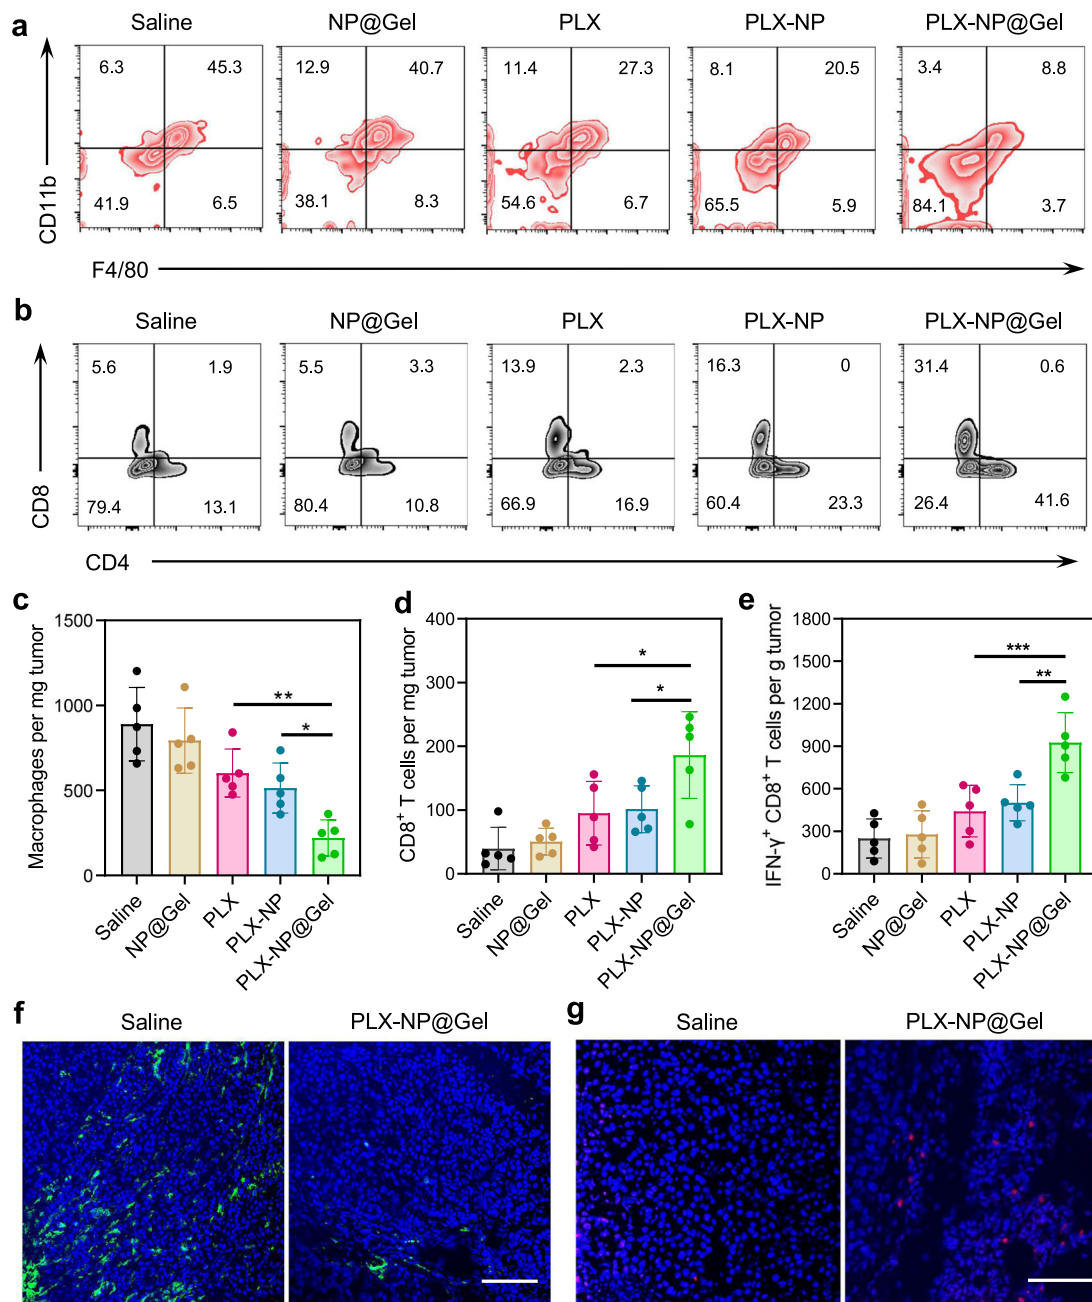 a
Saline NP@Gel PLX PLX-NP PLX-NP@Gel
6.3 45.3 12.9 40.7 11.4 27.3 8.1 20.5 3.4 8.8
41.9 6.5 38.1 8.3 54.6 6.7 65.5 5.9 84.1 3.7
CD11b
F4/80
b
Saline NP@Gel PLX PLX-NP PLX-NP@Gel
5.6 1.9 5.5 3.3 13.9 2.3 16.3 0 31.4 0.6
79.4 13.1 80.4 10.8 66.9 16.9 60.4 23.3 26.4 41.6
CD8
CD4
c
Macrophages per mg tumor
1500
1000
500
0
**
*
Saline NP@Gel PLX PLX-NP PLX-NP@Gel
d
CD8⁺ T cells per mg tumor
400
300
200
100
0
*
*
Saline NP@Gel PLX PLX-NP PLX-NP@Gel
e
IFN-γ⁺ CD8⁺ T cells per g tumor
1800
1500
1200
900
600
300
0
***
**
Saline NP@Gel PLX PLX-NP PLX-NP@Gel
f
Saline PLX-NP@Gel
g
Saline PLX-NP@Gel